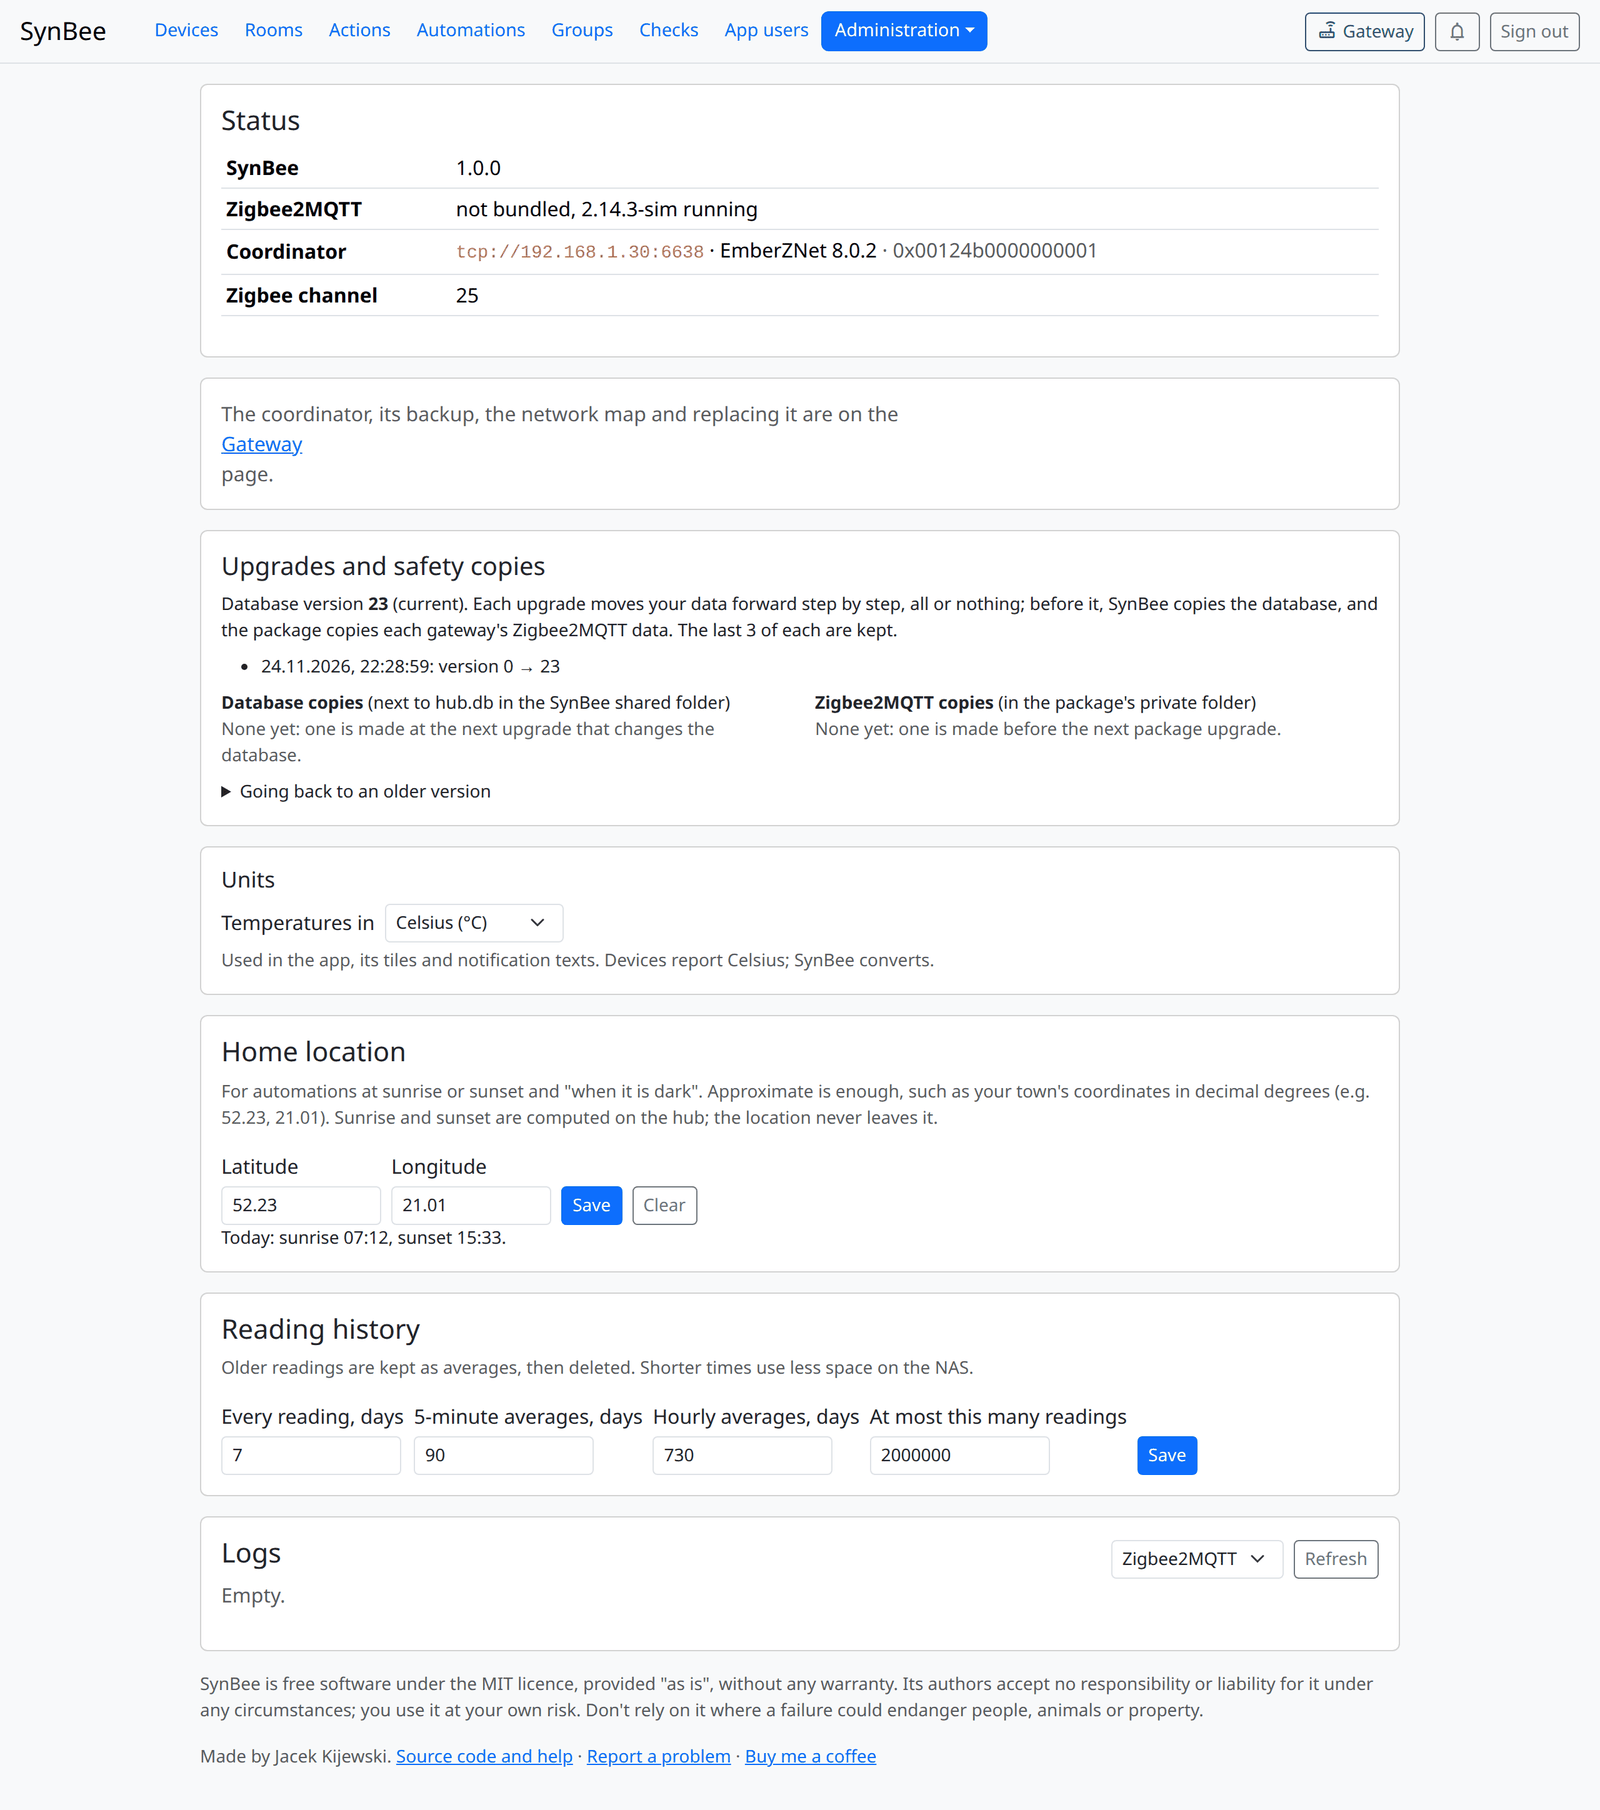 SynBee Devices Rooms Actions Automations Groups Checks App users Administration Gateway Sign out
Status
SynBee 1.0.0
Zigbee2MQTT not bundled, 2.14.3-sim running
Coordinator tcp://192.168.1.30:6638 · EmberZNet 8.0.2 · 0x00124b0000000001
Zigbee channel 25
The coordinator, its backup, the network map and replacing it are on the
Gateway
page.
Upgrades and safety copies
Database version 23 (current). Each upgrade moves your data forward step by step, all or nothing; before it, SynBee copies the database, and
the package copies each gateway's Zigbee2MQTT data. The last 3 of each are kept.
• 24.11.2026, 22:28:59: version 0 → 23
Database copies (next to hub.db in the SynBee shared folder)
None yet: one is made at the next upgrade that changes the
database.
Zigbee2MQTT copies (in the package's private folder)
None yet: one is made before the next package upgrade.
▶ Going back to an older version
Units
Temperatures in Celsius (°C)
Used in the app, its tiles and notification texts. Devices report Celsius; SynBee converts.
Home location
For automations at sunrise or sunset and "when it is dark". Approximate is enough, such as your town's coordinates in decimal degrees (e.g.
52.23, 21.01). Sunrise and sunset are computed on the hub; the location never leaves it.
Latitude Longitude
52.23 21.01 Save Clear
Today: sunrise 07:12, sunset 15:33.
Reading history
Older readings are kept as averages, then deleted. Shorter times use less space on the NAS.
Every reading, days 5-minute averages, days Hourly averages, days At most this many readings
7 90 730 2000000 Save
Logs Zigbee2MQTT Refresh
Empty.
SynBee is free software under the MIT licence, provided "as is", without any warranty. Its authors accept no responsibility or liability for it under
any circumstances; you use it at your own risk. Don't rely on it where a failure could endanger people, animals or property.
Made by Jacek Kijewski. Source code and help · Report a problem · Buy me a coffee